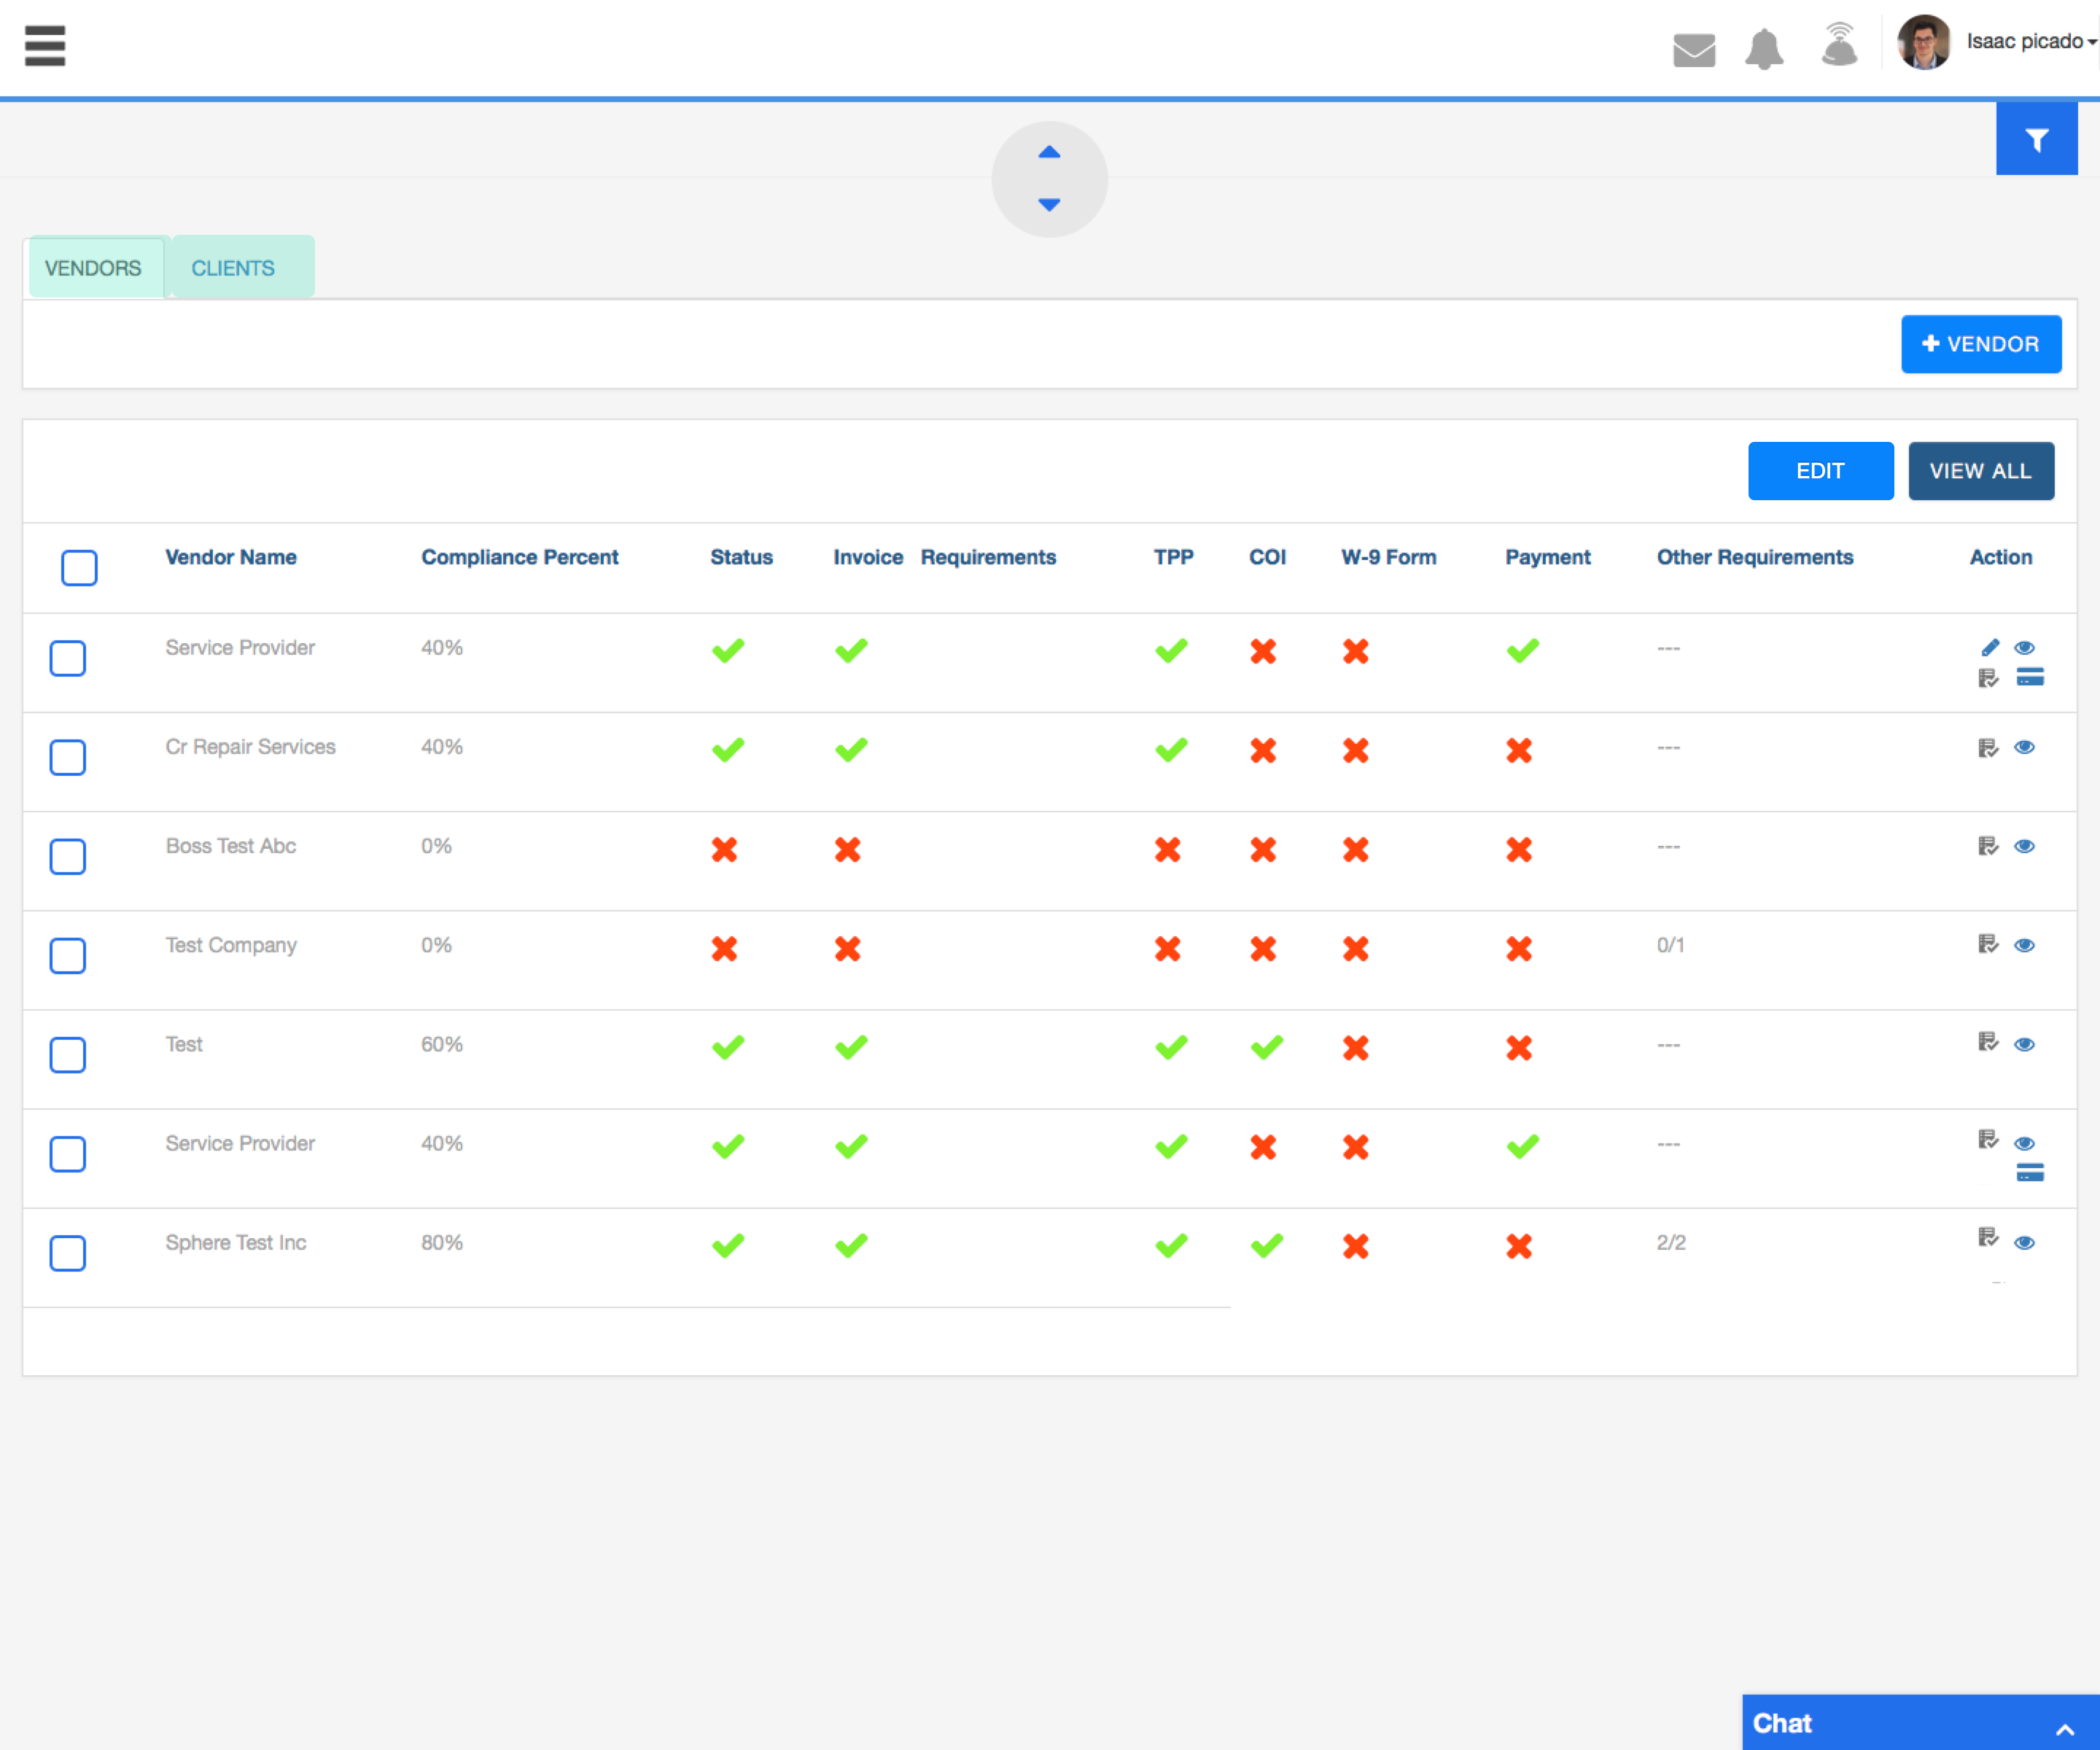 Isaac picado
VENDORS CLIENTS
VENDOR
EDIT VIEW ALL
Vendor Name Compliance Percent Status Invoice Requirements TPP COI W-9 Form Payment Other Requirements Action
Service Provider 40% ---
Cr Repair Services 40% ---
Boss Test Abc 0% ---
Test Company 0% 0/1
Test 60% ---
Service Provider 40% ---
Sphere Test Inc 80% 2/2
Chat